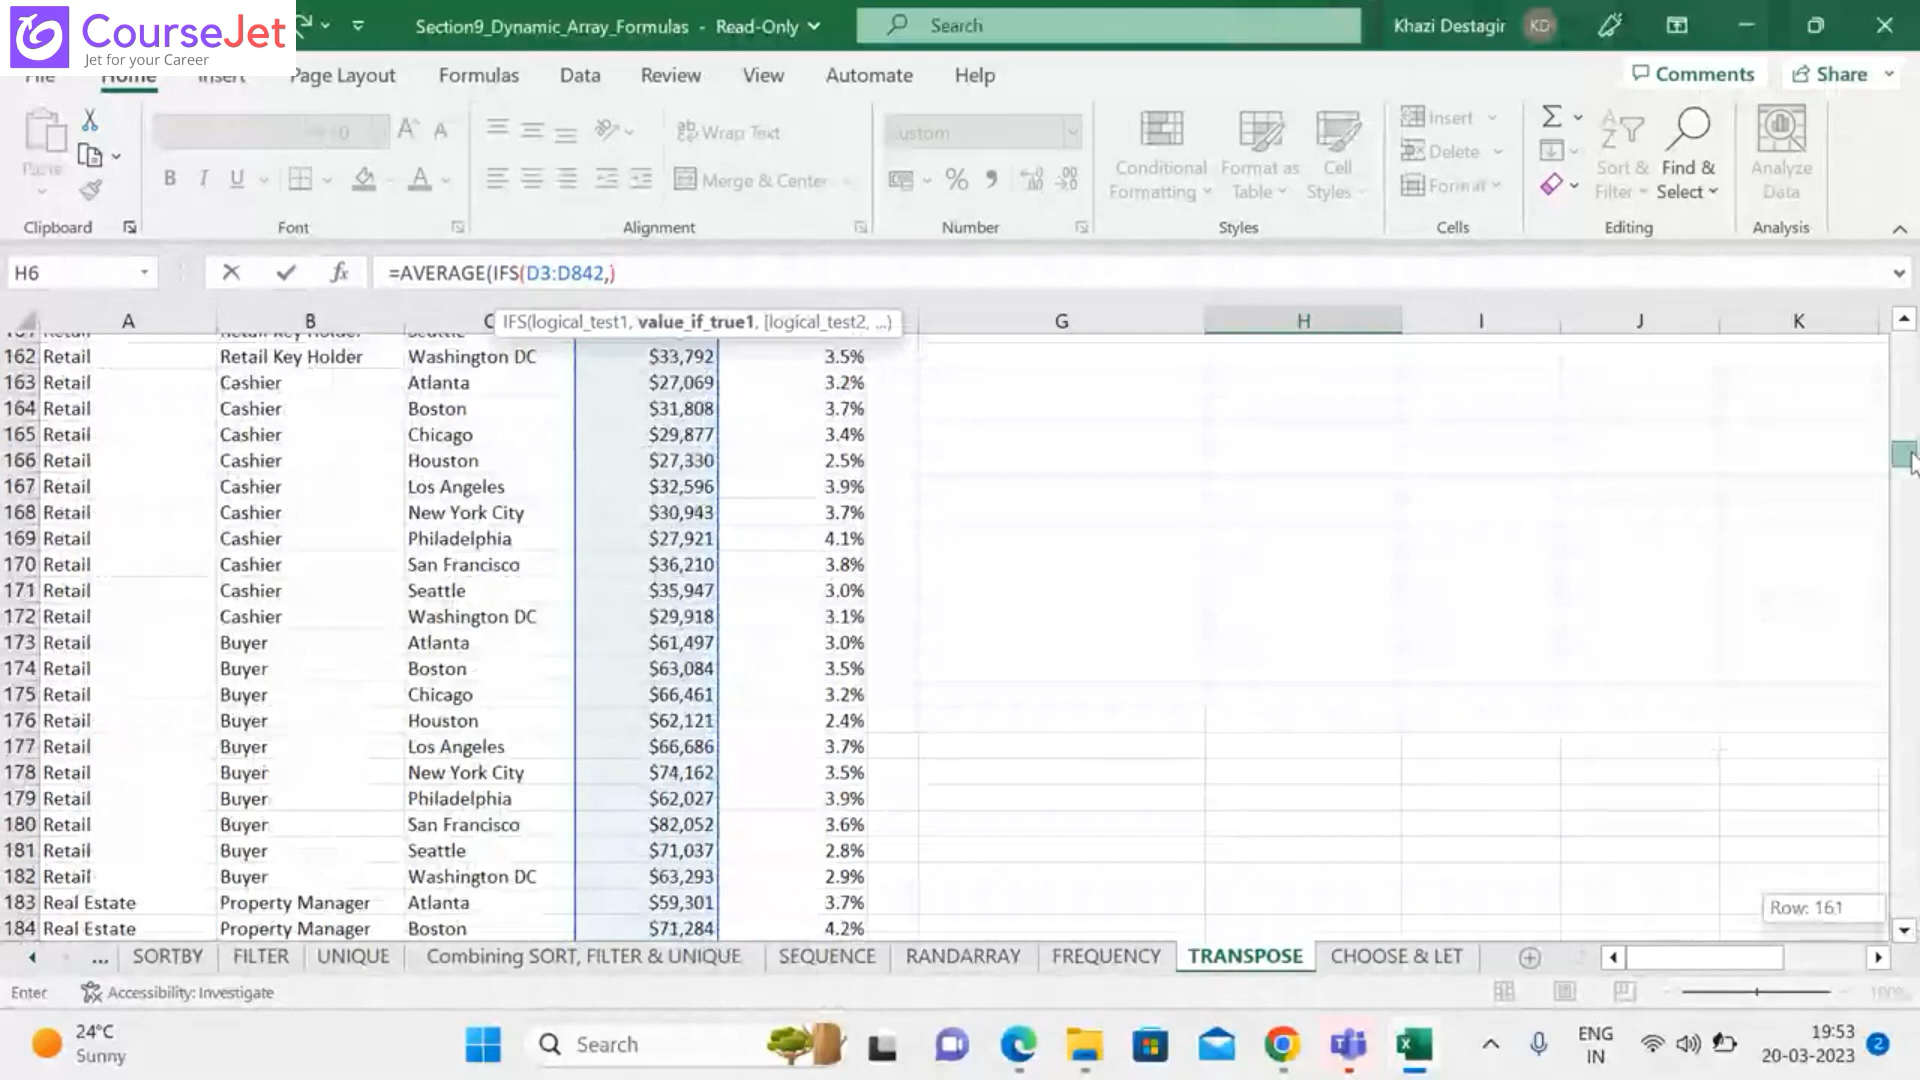 CourseJet
Jet for your Career
Section9_Dynamic_Array_Formulas - Read-Only
Search
Khazi Destagir
KD
File
Home
Insert
Page Layout
Formulas
Data
Review
View
Automate
Help
Comments
Share
Paste
Clipboard
B I U
A A
A
Font
ab Wrap Text
Merge & Center
Alignment
% 9
Number
Conditional Formatting
Format as Table
Cell Styles
Styles
Insert
Delete
Format
Cells
Sort & Filter
Find & Select
Editing
Analyze Data
Analysis
H6
fx
=AVERAGE(IFS(D3:D842,)
IFS(logical_test1, value_if_true1, [logical_test2, ...)
A B C G H I J K
162 Retail Retail Key Holder Washington DC $33,792 3.5%
163 Retail Cashier Atlanta $27,069 3.2%
164 Retail Cashier Boston $31,808 3.7%
165 Retail Cashier Chicago $29,877 3.4%
166 Retail Cashier Houston $27,330 2.5%
167 Retail Cashier Los Angeles $32,596 3.9%
168 Retail Cashier New York City $30,943 3.7%
169 Retail Cashier Philadelphia $27,921 4.1%
170 Retail Cashier San Francisco $36,210 3.8%
171 Retail Cashier Seattle $35,947 3.0%
172 Retail Cashier Washington DC $29,918 3.1%
173 Retail Buyer Atlanta $61,497 3.0%
174 Retail Buyer Boston $63,084 3.5%
175 Retail Buyer Chicago $66,461 3.2%
176 Retail Buyer Houston $62,121 2.4%
177 Retail Buyer Los Angeles $66,686 3.7%
178 Retail Buyer New York City $74,162 3.5%
179 Retail Buyer Philadelphia $62,027 3.9%
180 Retail Buyer San Francisco $82,052 3.6%
181 Retail Buyer Seattle $71,037 2.8%
182 Retail Buyer Washington DC $63,293 2.9%
183 Real Estate Property Manager Atlanta $59,301 3.7%
184 Real Estate Property Manager Boston $71,284 4.2%
Row: 161
... SORTBY FILTER UNIQUE Combining SORT, FILTER & UNIQUE SEQUENCE RANDARRAY FREQUENCY TRANSPOSE CHOOSE & LET
Enter
Accessibility: Investigate
100%
24°C
Sunny
Search
ENG
IN
19:53
20-03-2023
2